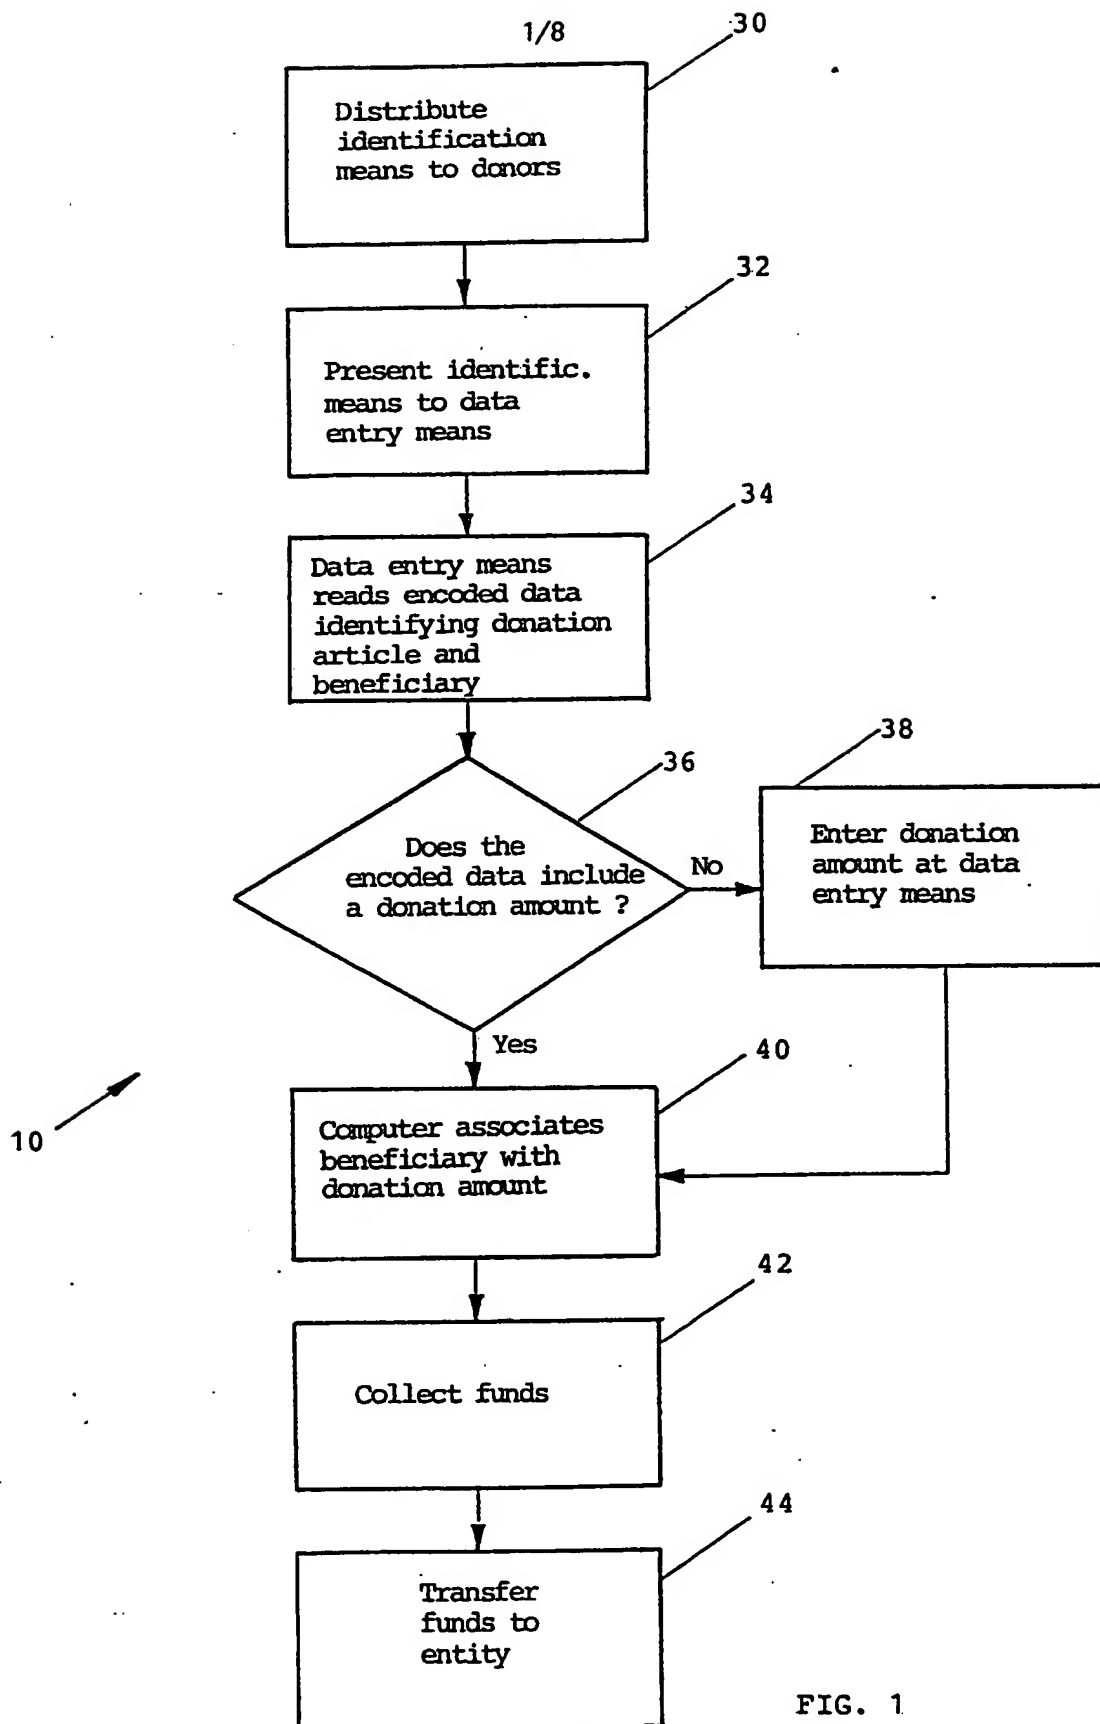 1/8
30
Distribute
identification
means to donors
32
Present identific.
means to data
entry means
34
Data entry means
reads encoded data
identifying donation
article and
beneficiary
36
38
Does the
encoded data include
a donation amount ?
No
Enter donation
amount at data
entry means
Yes
40
10
Computer associates
beneficiary with
donation amount
42
Collect funds
44
Transfer
funds to
entity
FIG. 1